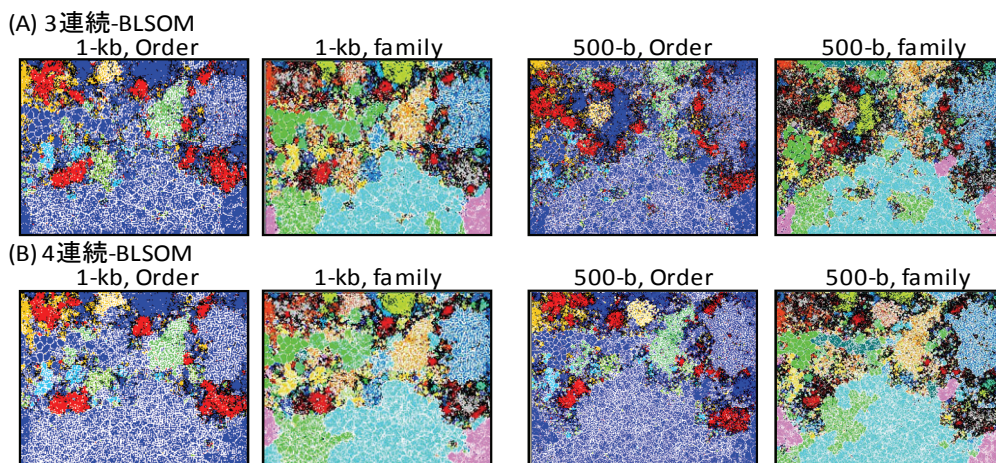 (A) 3連続-BLSOM
1-kb, Order 1-kb, family 500-b, Order 500-b, family
(B) 4連続-BLSOM
1-kb, Order 1-kb, family 500-b, Order 500-b, family